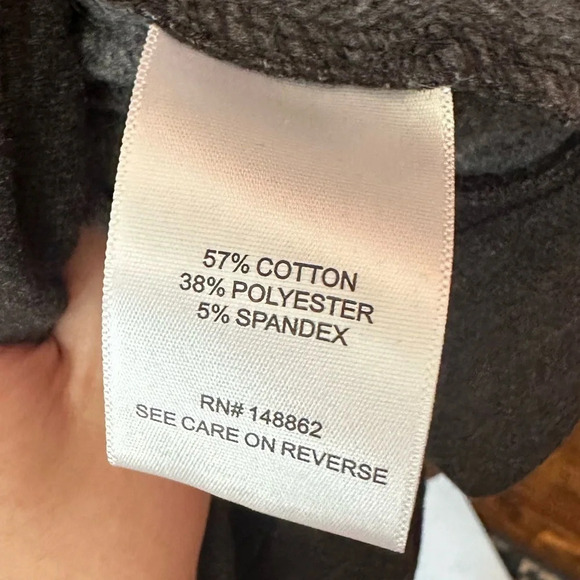 57% COTTON
38% POLYESTER
5% SPANDEX
RN# 148862
SEE CARE ON REVERSE